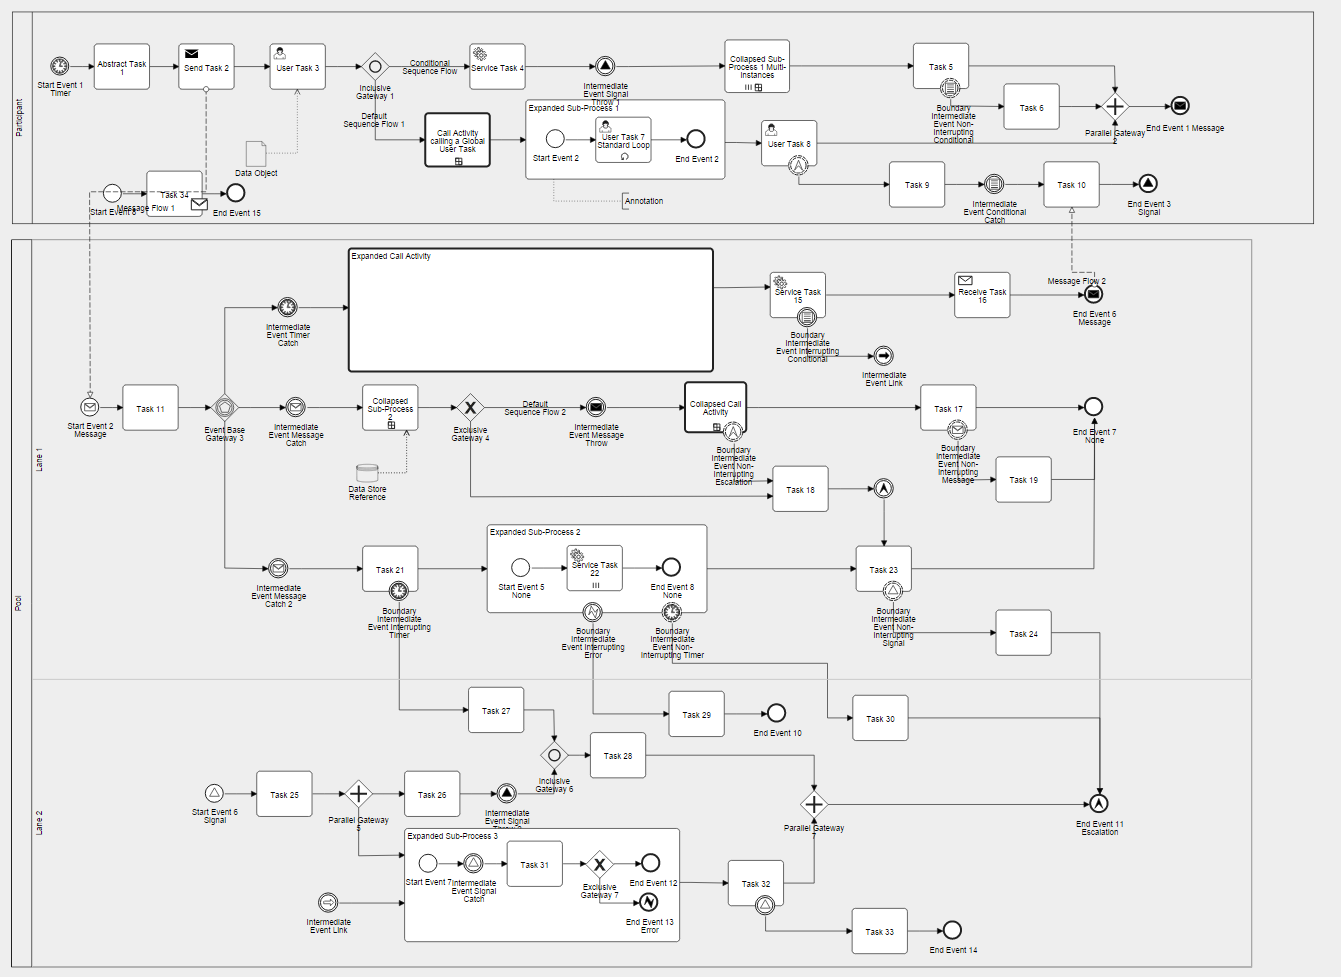 Participant
Start Event 1
Timer
Abstract Task
1
Send Task 2
User Task 3
Inclusive
Gateway 1
Conditional
Sequence Flow
Service Task 4
Intermediate
Event Signal
Throw 1
Collapsed Sub-
Process 1 Multi-
Instances
Task 5
Boundary
Intermediate
Event Non-
Interrupting
Conditional
Task 6
Parallel Gateway
2
End Event 1 Message
Default
Sequence Flow 1
Call Activity
calling a Global
User Task
Expanded Sub-Process 1
Start Event 2
User Task 7
Standard Loop
End Event 2
User Task 8
Data Object
Annotation
Task 9
Intermediate
Event Conditional
Catch
Task 10
End Event 3
Signal
Start Event 8
Message Flow 1
Task 34
End Event 15
Pool
Lane 1
Expanded Call Activity
Intermediate
Event Timer
Catch
Service Task
15
Boundary
Intermediate
Event Interrupting
Conditional
Intermediate
Event Link
Receive Task
16
Message Flow 2
End Event 6
Message
Start Event 2
Message
Task 11
Event Base
Gateway 3
Intermediate
Event Message
Catch
Collapsed
Sub-Process
2
Data Store
Reference
Exclusive
Gateway 4
Default
Sequence Flow 2
Intermediate
Event Message
Throw
Collapsed Call
Activity
Boundary
Intermediate
Event Non-
Interrupting
Escalation
Task 17
Boundary
Intermediate
Event Non-
Interrupting
Message
End Event 7
None
Task 18
Task 19
Intermediate
Event Message
Catch 2
Task 21
Boundary
Intermediate
Event Interrupting
Timer
Expanded Sub-Process 2
Start Event 5
None
Service Task
22
End Event 8
None
Boundary
Intermediate
Event Interrupting
Error
Boundary
Intermediate
Event Non-
Interrupting Timer
Task 23
Boundary
Intermediate
Event Non-
Interrupting
Signal
Task 24
Lane 2
Task 27
Task 29
End Event 10
Task 30
Inclusive
Gateway 6
Task 28
Start Event 6
Signal
Task 25
Parallel Gateway
5
Task 26
Intermediate
Event Signal
Parallel Gateway
7
End Event 11
Escalation
Expanded Sub-Process 3
Start Event 7
Intermediate
Event Signal
Catch
Task 31
Exclusive
Gateway 7
End Event 12
End Event 13
Error
Intermediate
Event Link
Task 32
Task 33
End Event 14